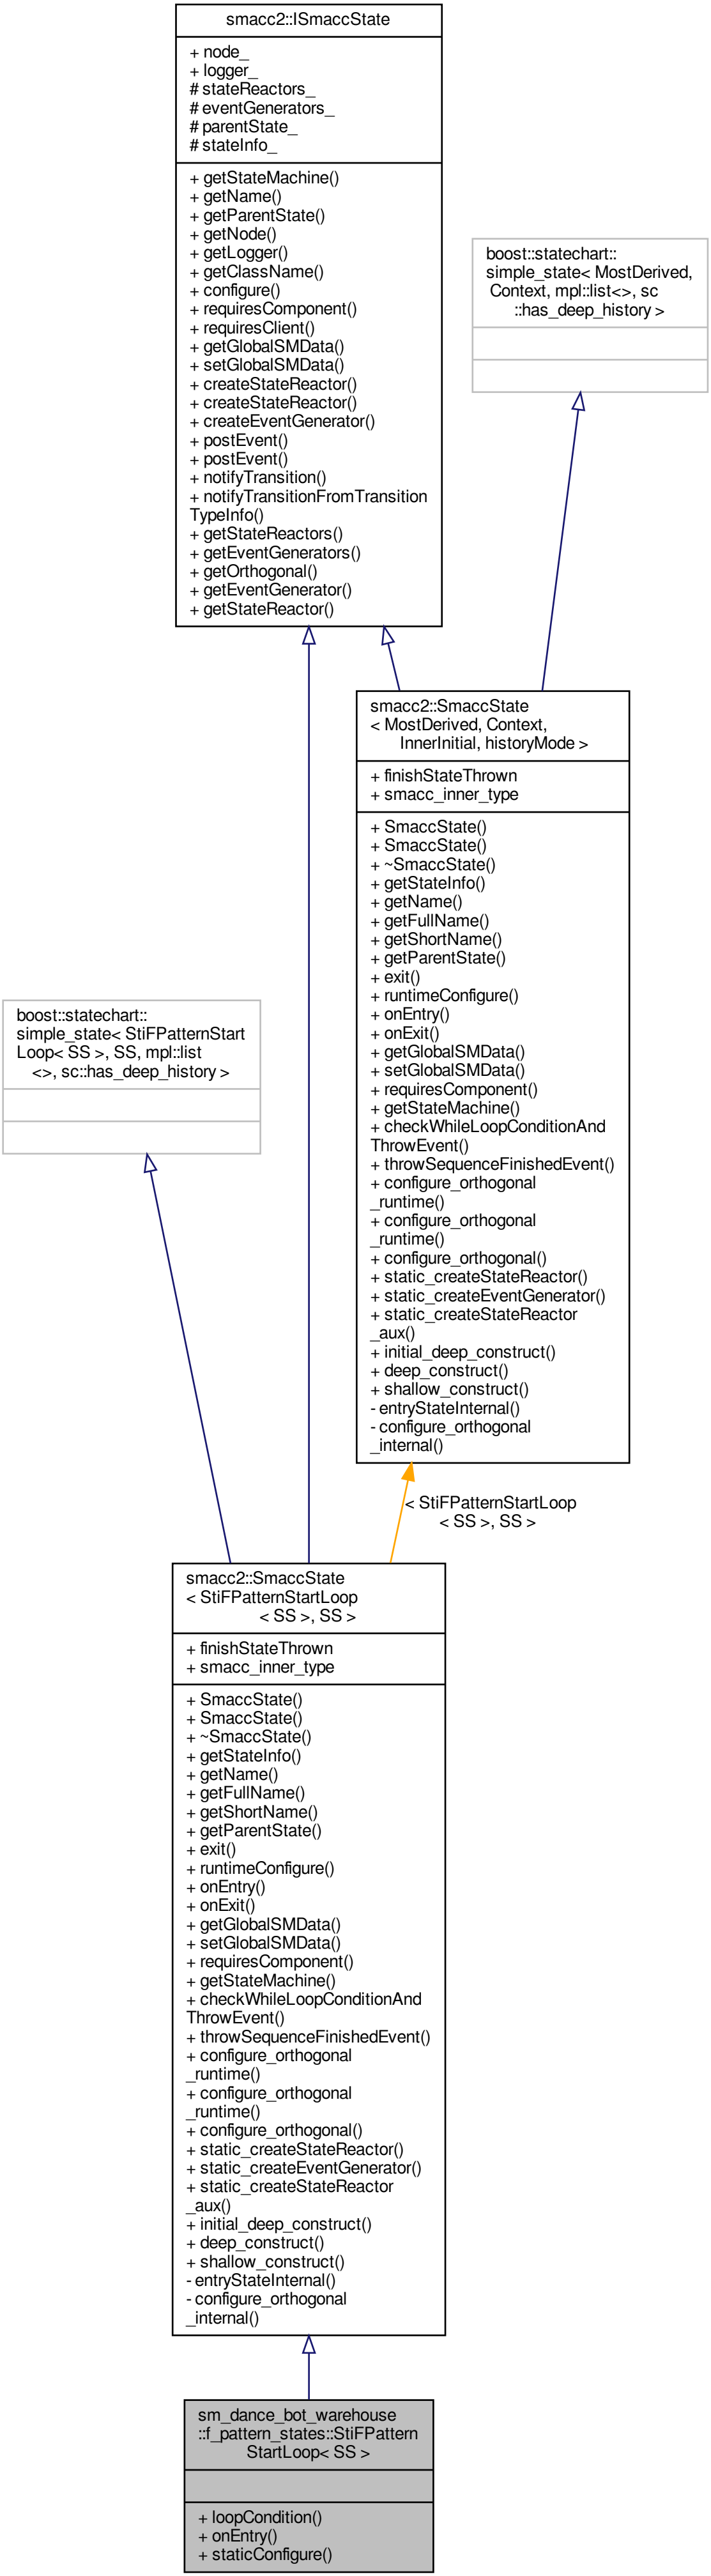 smacc2::ISmaccState
+ node_
+ logger_
# stateReactors_
# eventGenerators_
# parentState_
# stateInfo_
+ getStateMachine()
+ getName()
+ getParentState()
+ getNode()
+ getLogger()
+ getClassName()
+ configure()
+ requiresComponent()
+ requiresClient()
+ getGlobalSMData()
+ setGlobalSMData()
+ createStateReactor()
+ createStateReactor()
+ createEventGenerator()
+ postEvent()
+ postEvent()
+ notifyTransition()
+ notifyTransitionFromTransition
TypeInfo()
+ getStateReactors()
+ getEventGenerators()
+ getOrthogonal()
+ getEventGenerator()
+ getStateReactor()
boost::statechart::
simple_state< MostDerived,
Context, mpl::list<>, sc
::has_deep_history >
smacc2::SmaccState
< MostDerived, Context,
InnerInitial, historyMode >
+ finishStateThrown
+ smacc_inner_type
+ SmaccState()
+ SmaccState()
+ ~SmaccState()
+ getStateInfo()
+ getName()
+ getFullName()
+ getShortName()
+ getParentState()
+ exit()
+ runtimeConfigure()
+ onEntry()
+ onExit()
+ getGlobalSMData()
+ setGlobalSMData()
+ requiresComponent()
+ getStateMachine()
+ checkWhileLoopConditionAnd
ThrowEvent()
+ throwSequenceFinishedEvent()
+ configure_orthogonal
_runtime()
+ configure_orthogonal
_runtime()
+ configure_orthogonal()
+ static_createStateReactor()
+ static_createEventGenerator()
+ static_createStateReactor
_aux()
+ initial_deep_construct()
+ deep_construct()
+ shallow_construct()
- entryStateInternal()
- configure_orthogonal
_internal()
boost::statechart::
simple_state< StiFPatternStart
Loop< SS >, SS, mpl::list
<>, sc::has_deep_history >
< StiFPatternStartLoop
< SS >, SS >
smacc2::SmaccState
< StiFPatternStartLoop
< SS >, SS >
+ finishStateThrown
+ smacc_inner_type
+ SmaccState()
+ SmaccState()
+ ~SmaccState()
+ getStateInfo()
+ getName()
+ getFullName()
+ getShortName()
+ getParentState()
+ exit()
+ runtimeConfigure()
+ onEntry()
+ onExit()
+ getGlobalSMData()
+ setGlobalSMData()
+ requiresComponent()
+ getStateMachine()
+ checkWhileLoopConditionAnd
ThrowEvent()
+ throwSequenceFinishedEvent()
+ configure_orthogonal
_runtime()
+ configure_orthogonal
_runtime()
+ configure_orthogonal()
+ static_createStateReactor()
+ static_createEventGenerator()
+ static_createStateReactor
_aux()
+ initial_deep_construct()
+ deep_construct()
+ shallow_construct()
- entryStateInternal()
- configure_orthogonal
_internal()
sm_dance_bot_warehouse
::f_pattern_states::StiFPattern
StartLoop< SS >
+ loopCondition()
+ onEntry()
+ staticConfigure()